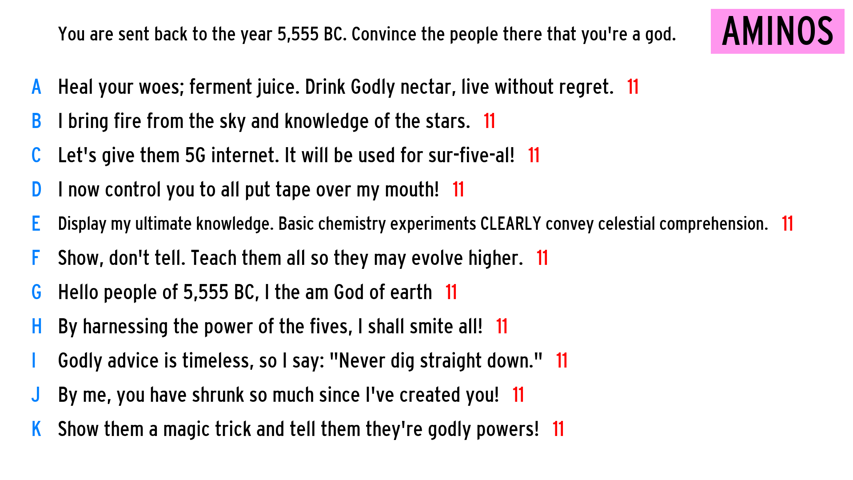 You are sent back to the year 5,555 BC. Convince the people there that you're a god.
AMINOS
A Heal your woes; ferment juice. Drink Godly nectar, live without regret. 11
B I bring fire from the sky and knowledge of the stars. 11
C Let's give them 5G internet. It will be used for sur-five-al! 11
D I now control you to all put tape over my mouth! 11
E Display my ultimate knowledge. Basic chemistry experiments CLEARLY convey celestial comprehension. 11
F Show, don't tell. Teach them all so they may evolve higher. 11
G Hello people of 5,555 BC, I the am God of earth 11
H By harnessing the power of the fives, I shall smite all! 11
I Godly advice is timeless, so I say: "Never dig straight down." 11
J By me, you have shrunk so much since I've created you! 11
K Show them a magic trick and tell them they're godly powers! 11